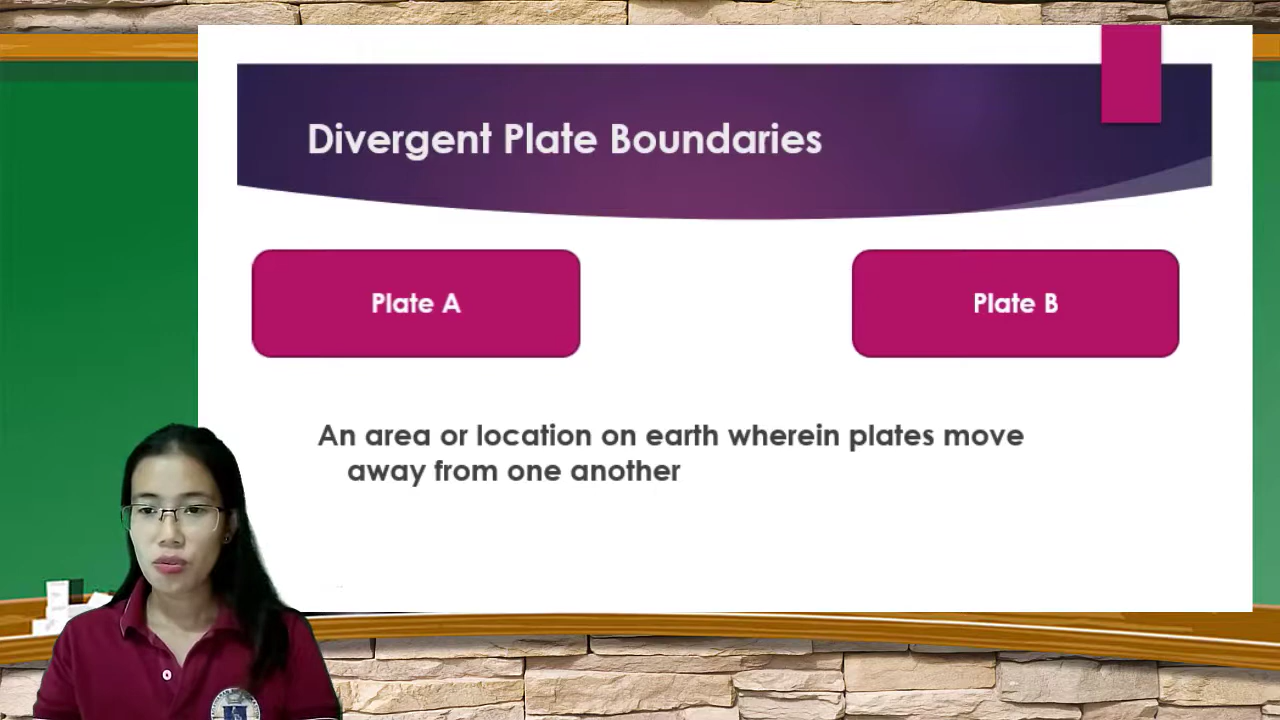 Divergent Plate Boundaries
Plate A
Plate B
An area or location on earth wherein plates move
away from one another